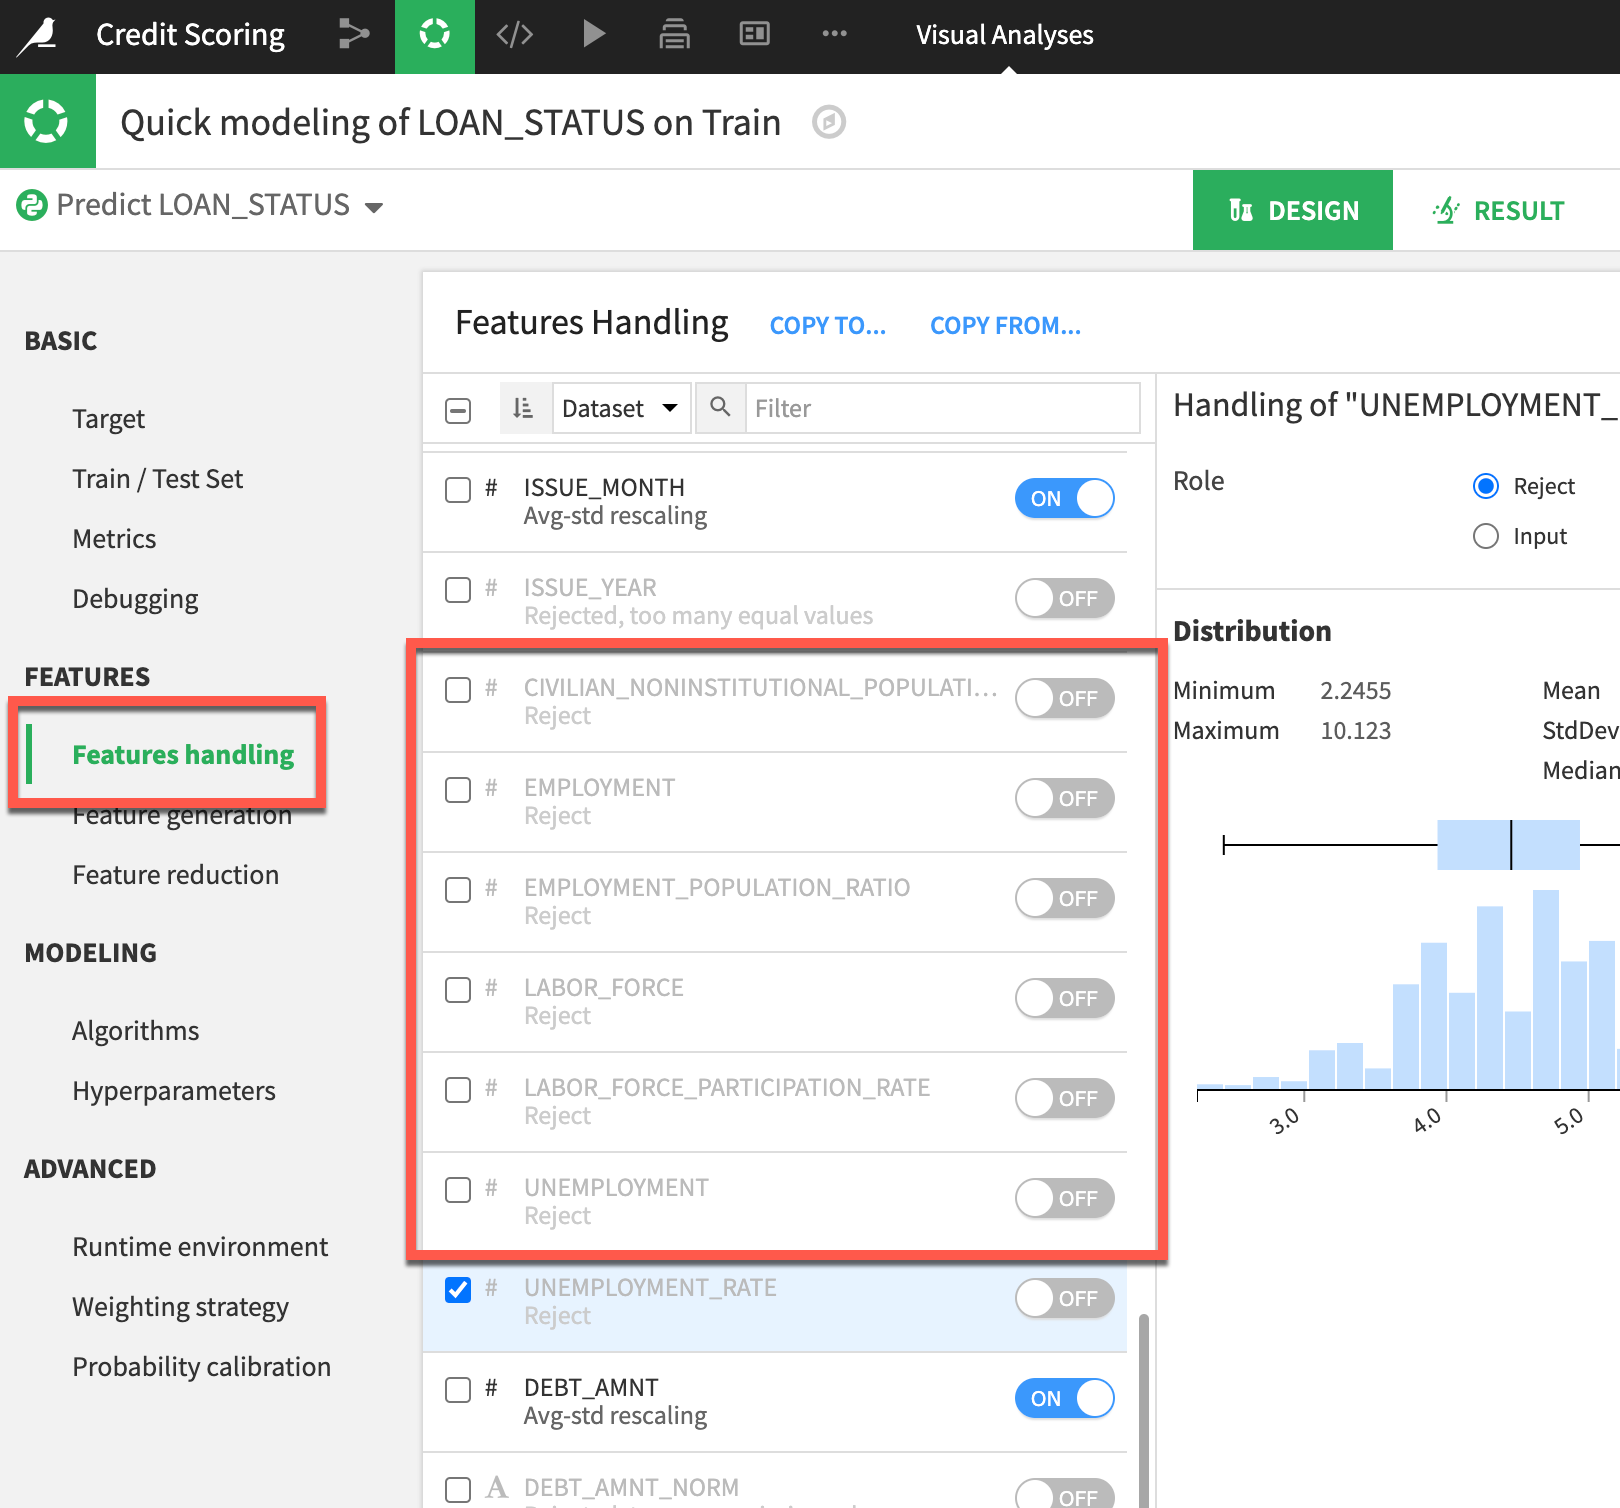 Credit Scoring
Visual Analyses
Quick modeling of LOAN_STATUS on Train
Predict LOAN_STATUS
DESIGN
RESULT
BASIC
Target
Train / Test Set
Metrics
Debugging
FEATURES
Features handling
Feature generation
Feature reduction
MODELING
Algorithms
Hyperparameters
ADVANCED
Runtime environment
Weighting strategy
Probability calibration
Features Handling
COPY TO...
COPY FROM...
Dataset
Filter
# ISSUE_MONTH ON
Avg-std rescaling
# ISSUE_YEAR OFF
Rejected, too many equal values
# CIVILIAN_NONINSTITUTIONAL_POPULATI... OFF
Reject
# EMPLOYMENT OFF
Reject
# EMPLOYMENT_POPULATION_RATIO OFF
Reject
# LABOR_FORCE OFF
Reject
# LABOR_FORCE_PARTICIPATION_RATE OFF
Reject
# UNEMPLOYMENT OFF
Reject
# UNEMPLOYMENT_RATE OFF
Reject
# DEBT_AMNT ON
Avg-std rescaling
A DEBT_AMNT_NORM OFF
Handling of "UNEMPLOYMENT_
Role
Reject
Input
Distribution
Minimum 2.2455 Mean
Maximum 10.123 StdDev
Median
3.0 4.0 5.0